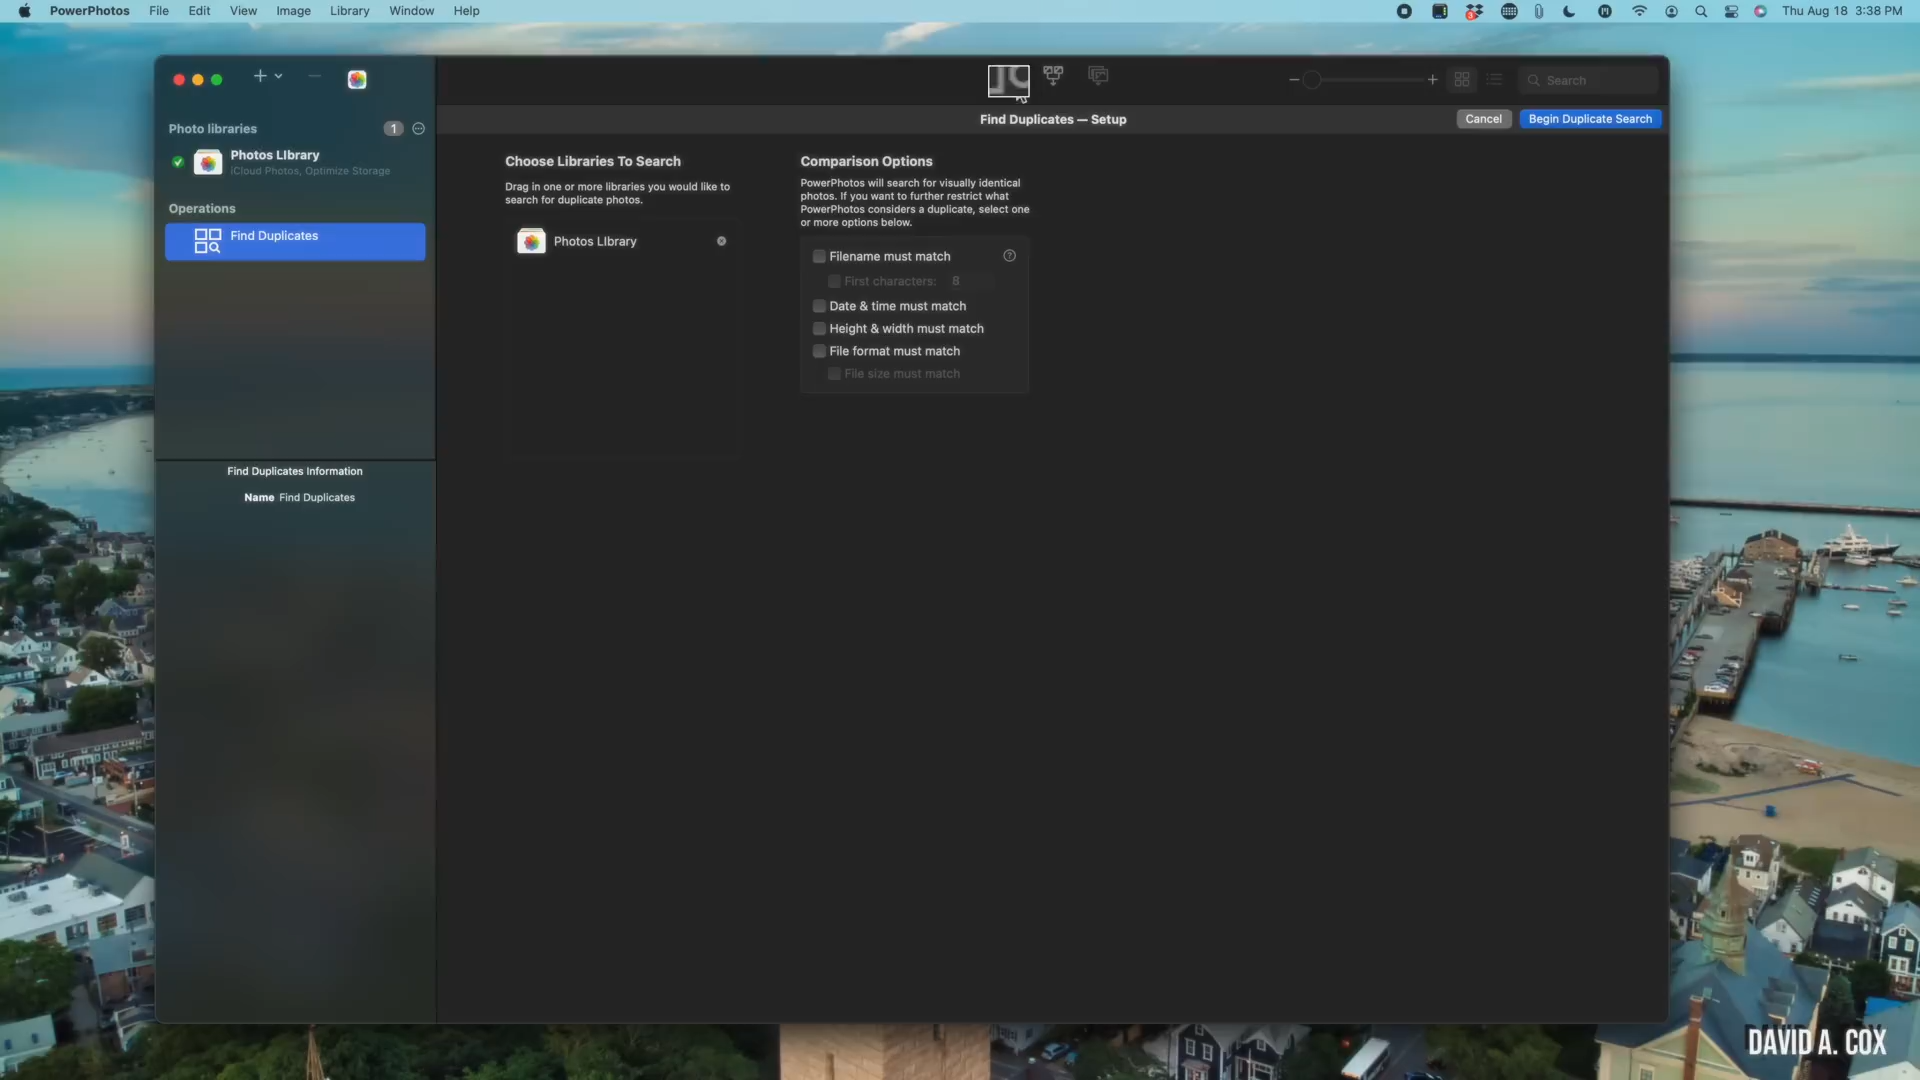 PowerPhotos File Edit View Image Library Window Help
3
Thu Aug 18 3:38 PM
Search
Find Duplicates — Setup
Cancel
Begin Duplicate Search
Photo libraries
1
Photos LIbrary
iCloud Photos, Optimize Storage
Operations
Find Duplicates
Find Duplicates Information
Name Find Duplicates
Choose Libraries To Search
Drag in one or more libraries you would like to
search for duplicate photos.
Photos LIbrary
Comparison Options
PowerPhotos will search for visually identical
photos. If you want to further restrict what
PowerPhotos considers a duplicate, select one
or more options below.
Filename must match
?
First characters: 8
Date & time must match
Height & width must match
File format must match
File size must match
DAVID A. COX